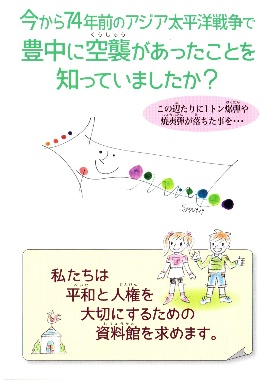 今から74年前のアジア太平洋戦争で
豊中に空襲があったことを
知っていましたか？
この辺たりに1トン爆弾や
焼夷弾が落ちた事を・・・
私たちは
平和と人権を
大切にするための
資料館を求めます。